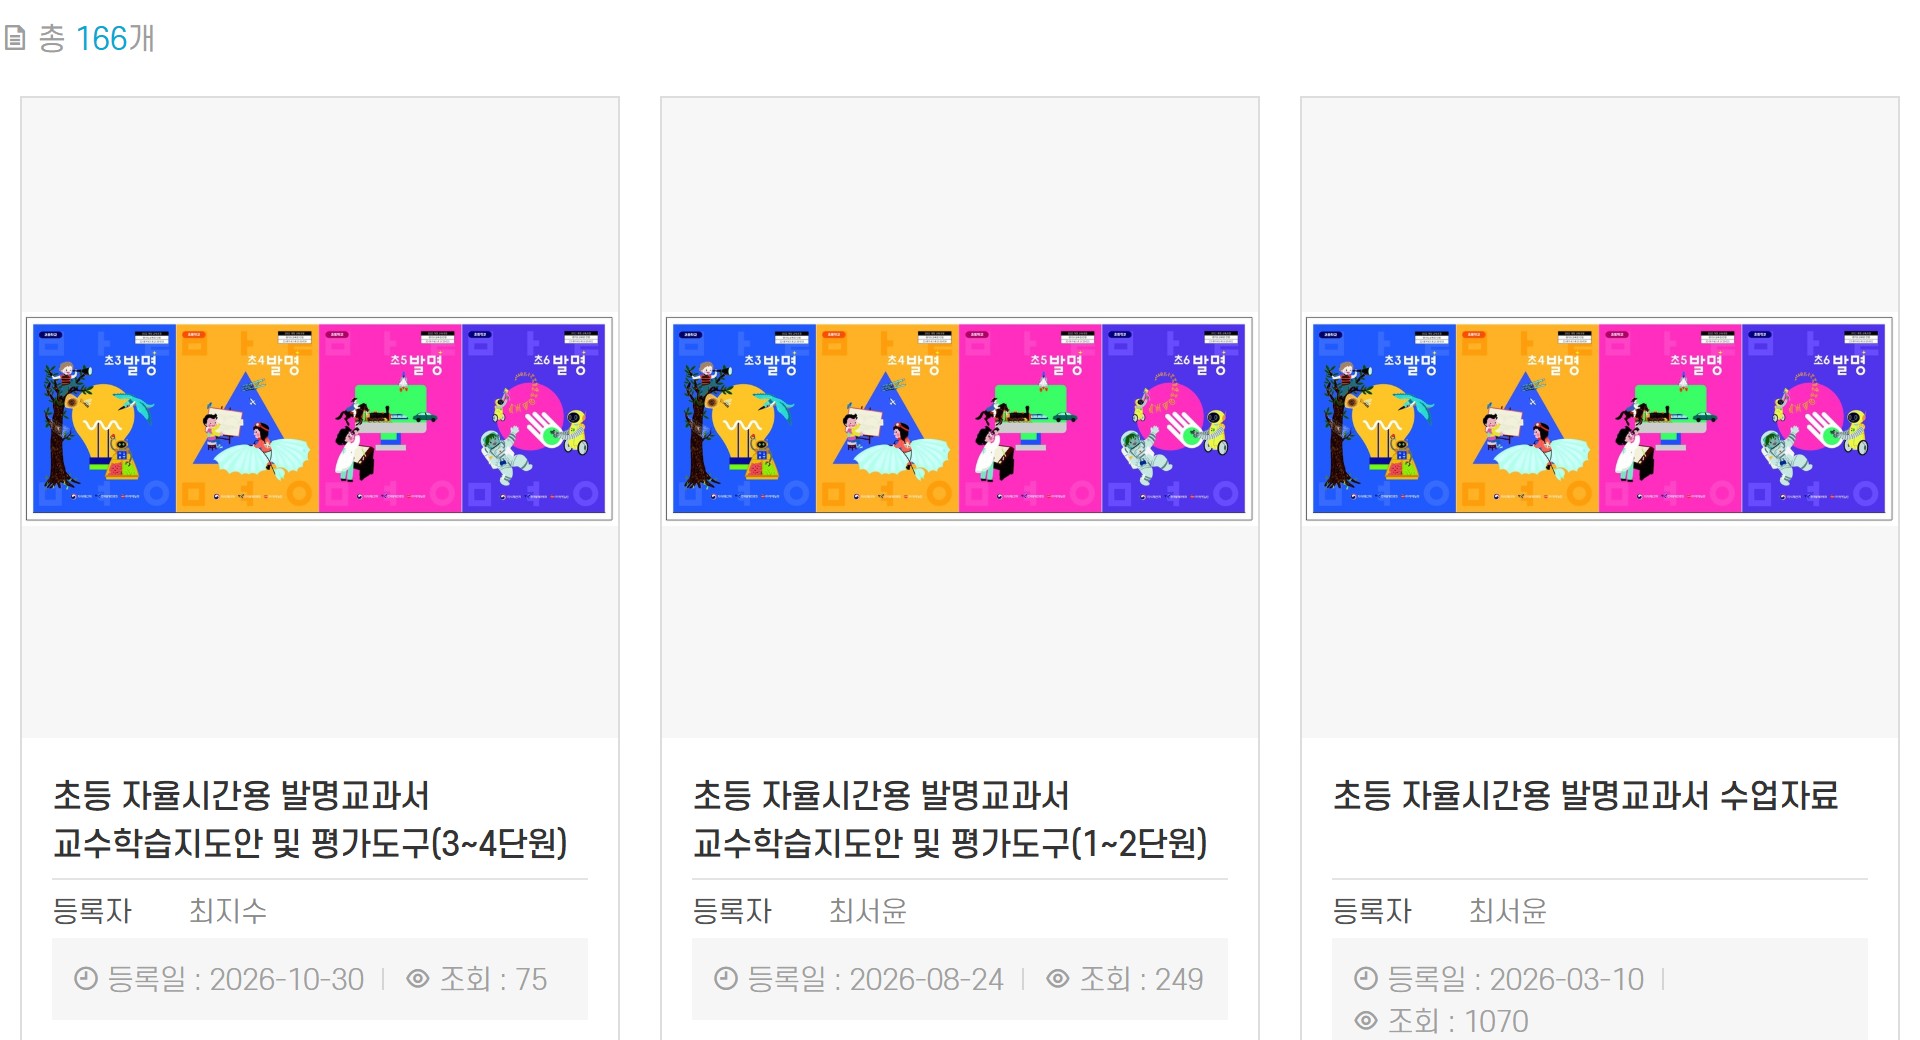 총 166개
초3 발명
초4 발명
초5 발명
초6 발명
초3 발명
초4 발명
초5 발명
초6 발명
초3 발명
초4 발명
초5 발명
초6 발명
초등 자율시간용 발명교과서
교수학습지도안 및 평가도구(3~4단원)
등록자 최지수
등록일 : 2026-10-30
조회 : 75
초등 자율시간용 발명교과서
교수학습지도안 및 평가도구(1~2단원)
등록자 최서윤
등록일 : 2026-08-24
조회 : 249
초등 자율시간용 발명교과서 수업자료
등록자 최서윤
등록일 : 2026-03-10
조회 : 1070